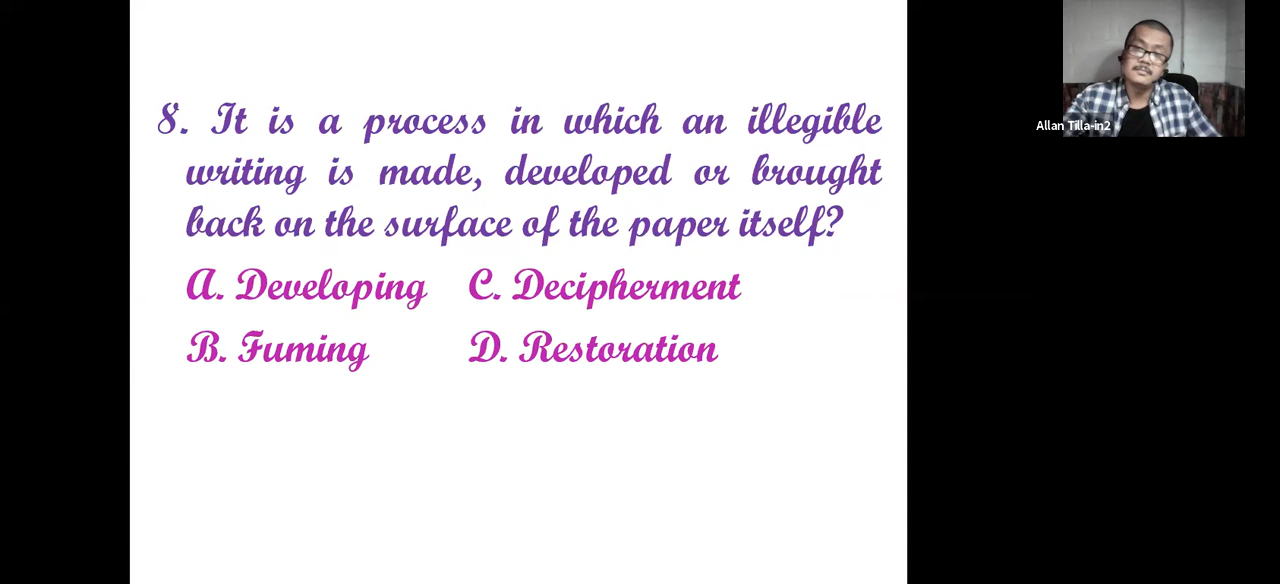 8. It is a process in which an illegible
writing is made, developed or brought
back on the surface of the paper itself?
A. Developing C. Decipherment
B. Fuming D. Restoration
Allan Tilla-in2